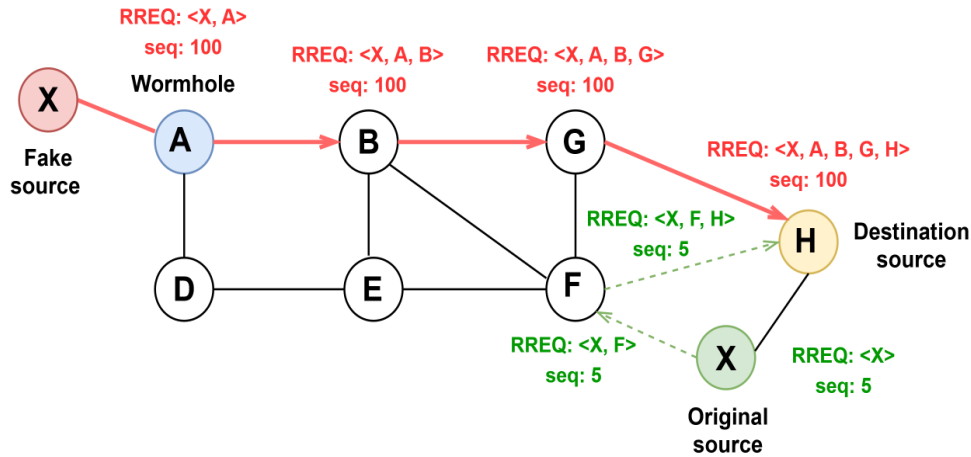 RREQ: <X, A>
seq: 100
Wormhole
RREQ: <X, A, B>
seq: 100
RREQ: <X, A, B, G>
seq: 100
X
A
B
G
Fake
source
RREQ: <X, A, B, G, H>
seq: 100
RREQ: <X, F, H>
seq: 5
H
Destination
source
D
E
F
RREQ: <X, F>
seq: 5
X
RREQ: <X>
seq: 5
Original
source